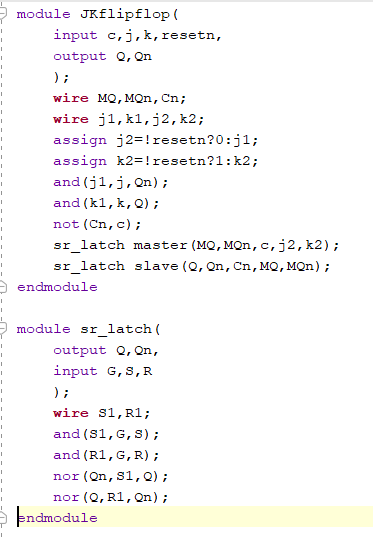 module JKflipflop(
input c,j,k,resetn,
output Q,Qn
);
wire MQ,MQn,Cn;
wire j1,k1,j2,k2;
assign j2=!resetn?0:j1;
assign k2=!resetn?1:k2;
and(j1,j,Qn);
and(k1,k,Q);
not(Cn,c);
sr_latch master(MQ,MQn,c,j2,k2);
sr_latch slave(Q,Qn,Cn,MQ,MQn);
endmodule
module sr_latch(
output Q,Qn,
input G,S,R
);
wire S1,R1;
and(S1,G,S);
and(R1,G,R);
nor(Qn,S1,Q);
nor(Q,R1,Qn);
endmodule